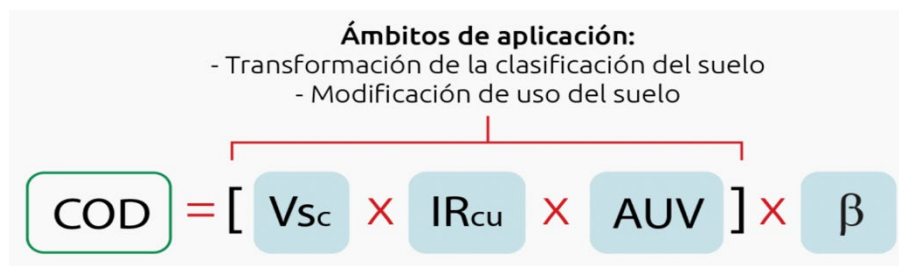 Ámbitos de aplicación:
- Transformación de la clasificación del suelo
- Modificación de uso del suelo
COD = [ Vsc x IRcu x AUV ] x β